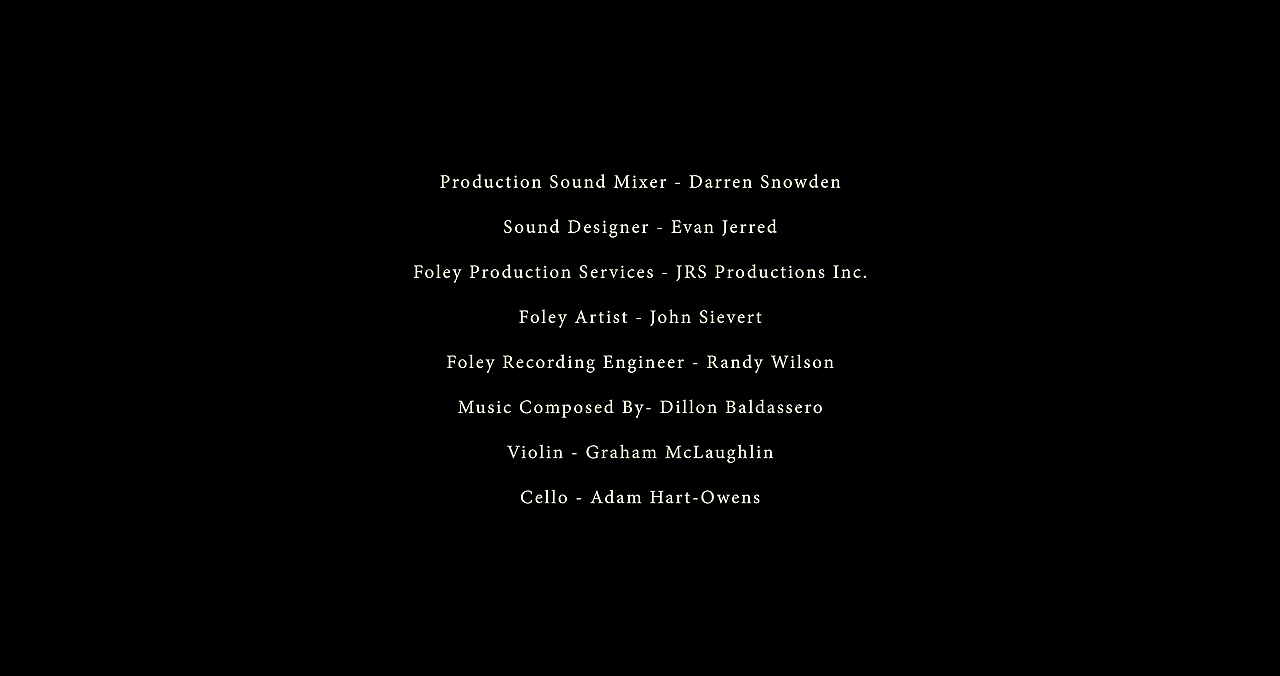 Production Sound Mixer - Darren Snowden
Sound Designer - Evan Jerred
Foley Production Services - JRS Productions Inc.
Foley Artist - John Sievert
Foley Recording Engineer - Randy Wilson
Music Composed By- Dillon Baldassero
Violin - Graham McLaughlin
Cello - Adam Hart-Owens